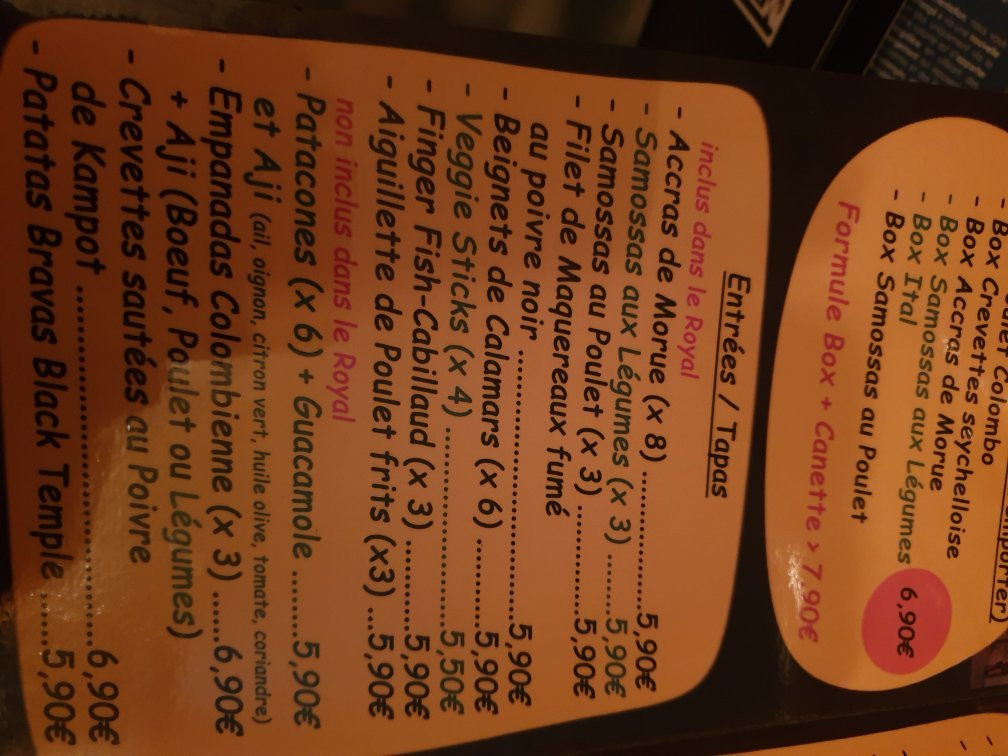 - Box Crevettes seychelloise
- Box Accras de Morue
- Box Samossas aux Légumes 6,90€
- Box Ital
- Box Samossas au Poulet
Formule Box + Canette > 7,90€
Entrées / Tapas
inclus dans le Royal
- Accras de Morue (x 8) ..................5,90€
- Samossas aux Légumes (x 3) .......5,90€
- Samossas au Poulet (x 3) ..............5,90€
- Filet de Maquereaux fumé
au poivre noir ....................................5,90€
- Beignets de Calamars (x 6) ..........5,90€
- Veggie Sticks (x 4) ........................5,50€
- Finger Fish-Cabillaud (x 3) ...........5,90€
- Aiguillette de Poulet frits (x3) ...5,90€
non inclus dans le Royal
- Patacones (x 6) + Guacamole .......5,90€
et Aji (ail, oignon, citron vert, huile olive, tomate, coriandre)
- Empanadas Colombienne (x 3) .....6,90€
+ Aji (Boeuf, Poulet ou Légumes)
- Crevettes sautées au Poivre
de Kampot ..........................................6,90€
- Patatas Bravas Black Temple .....5,90€